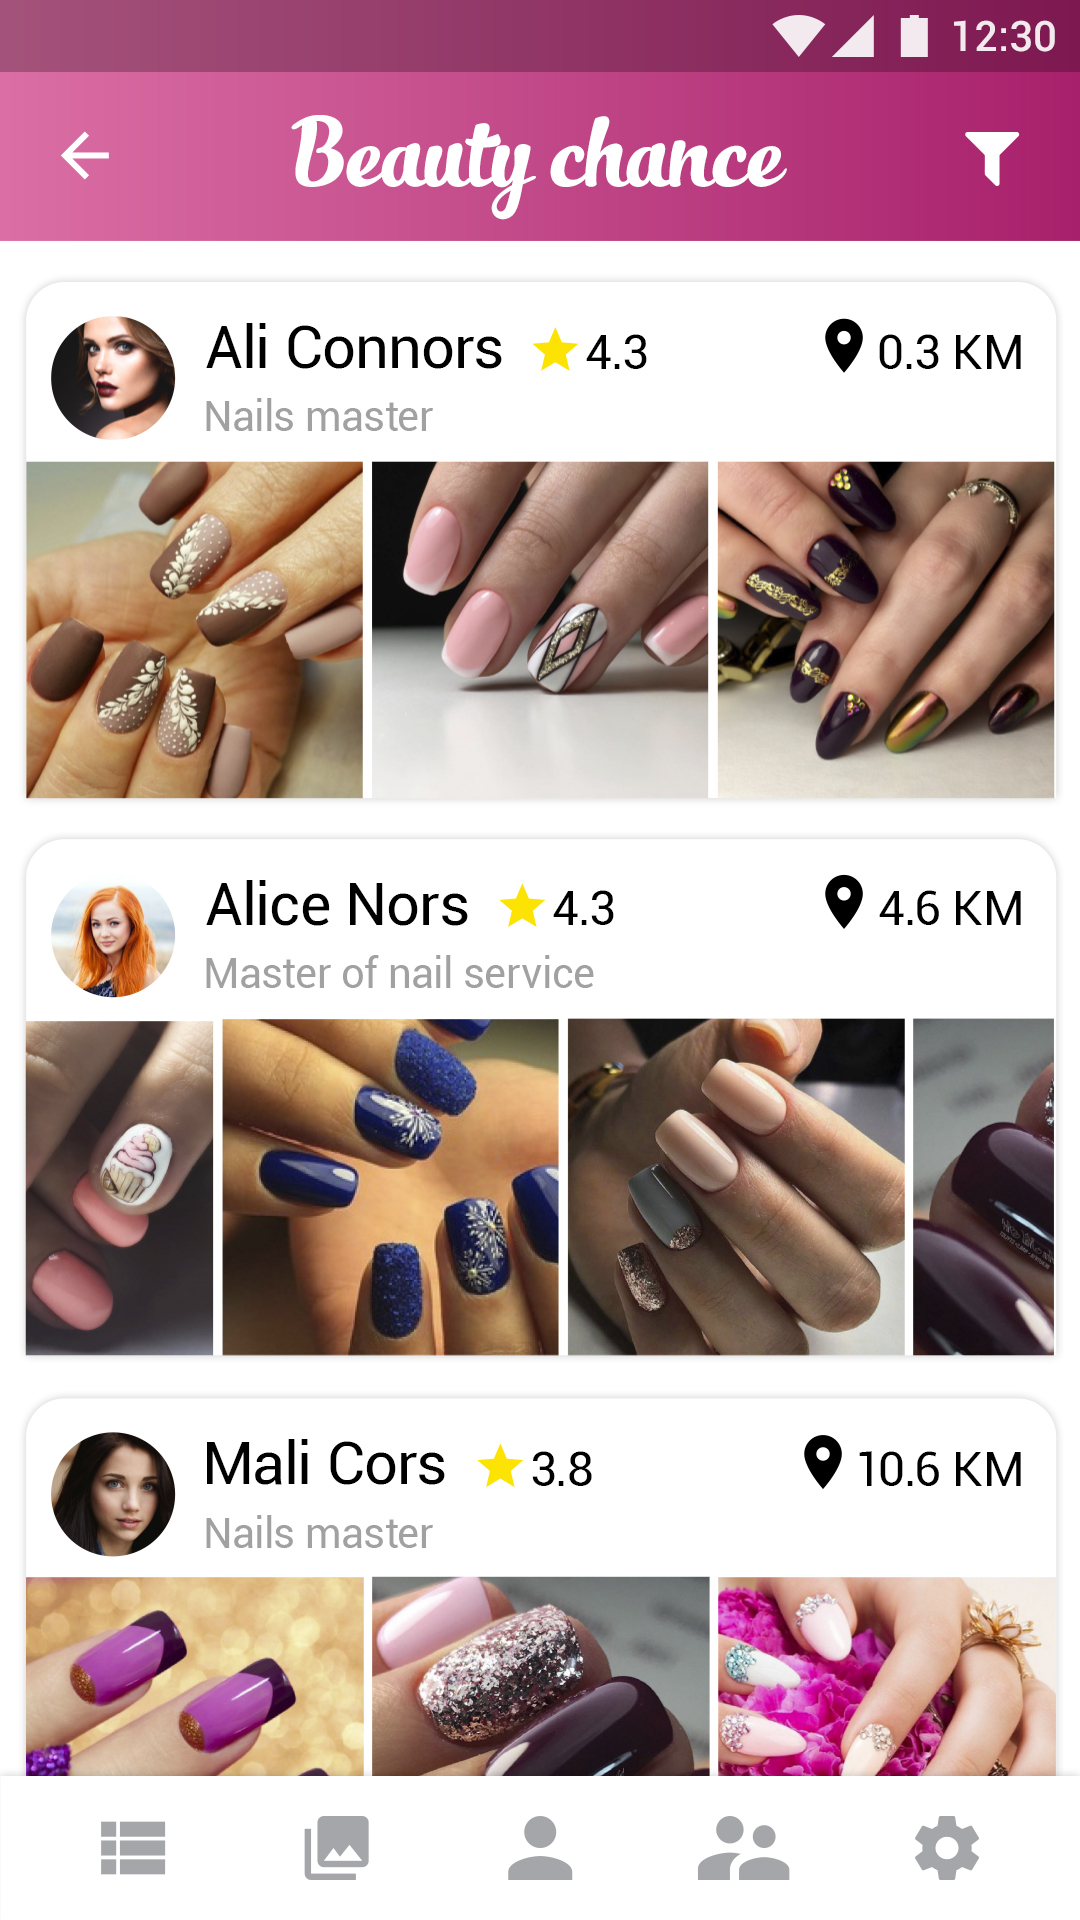 12:30
Beauty chance
Ali Connors 4.3 0.3 KM
Nails master
Alice Nors 4.3 4.6 KM
Master of nail service
Mali Cors 3.8 10.6 KM
Nails master